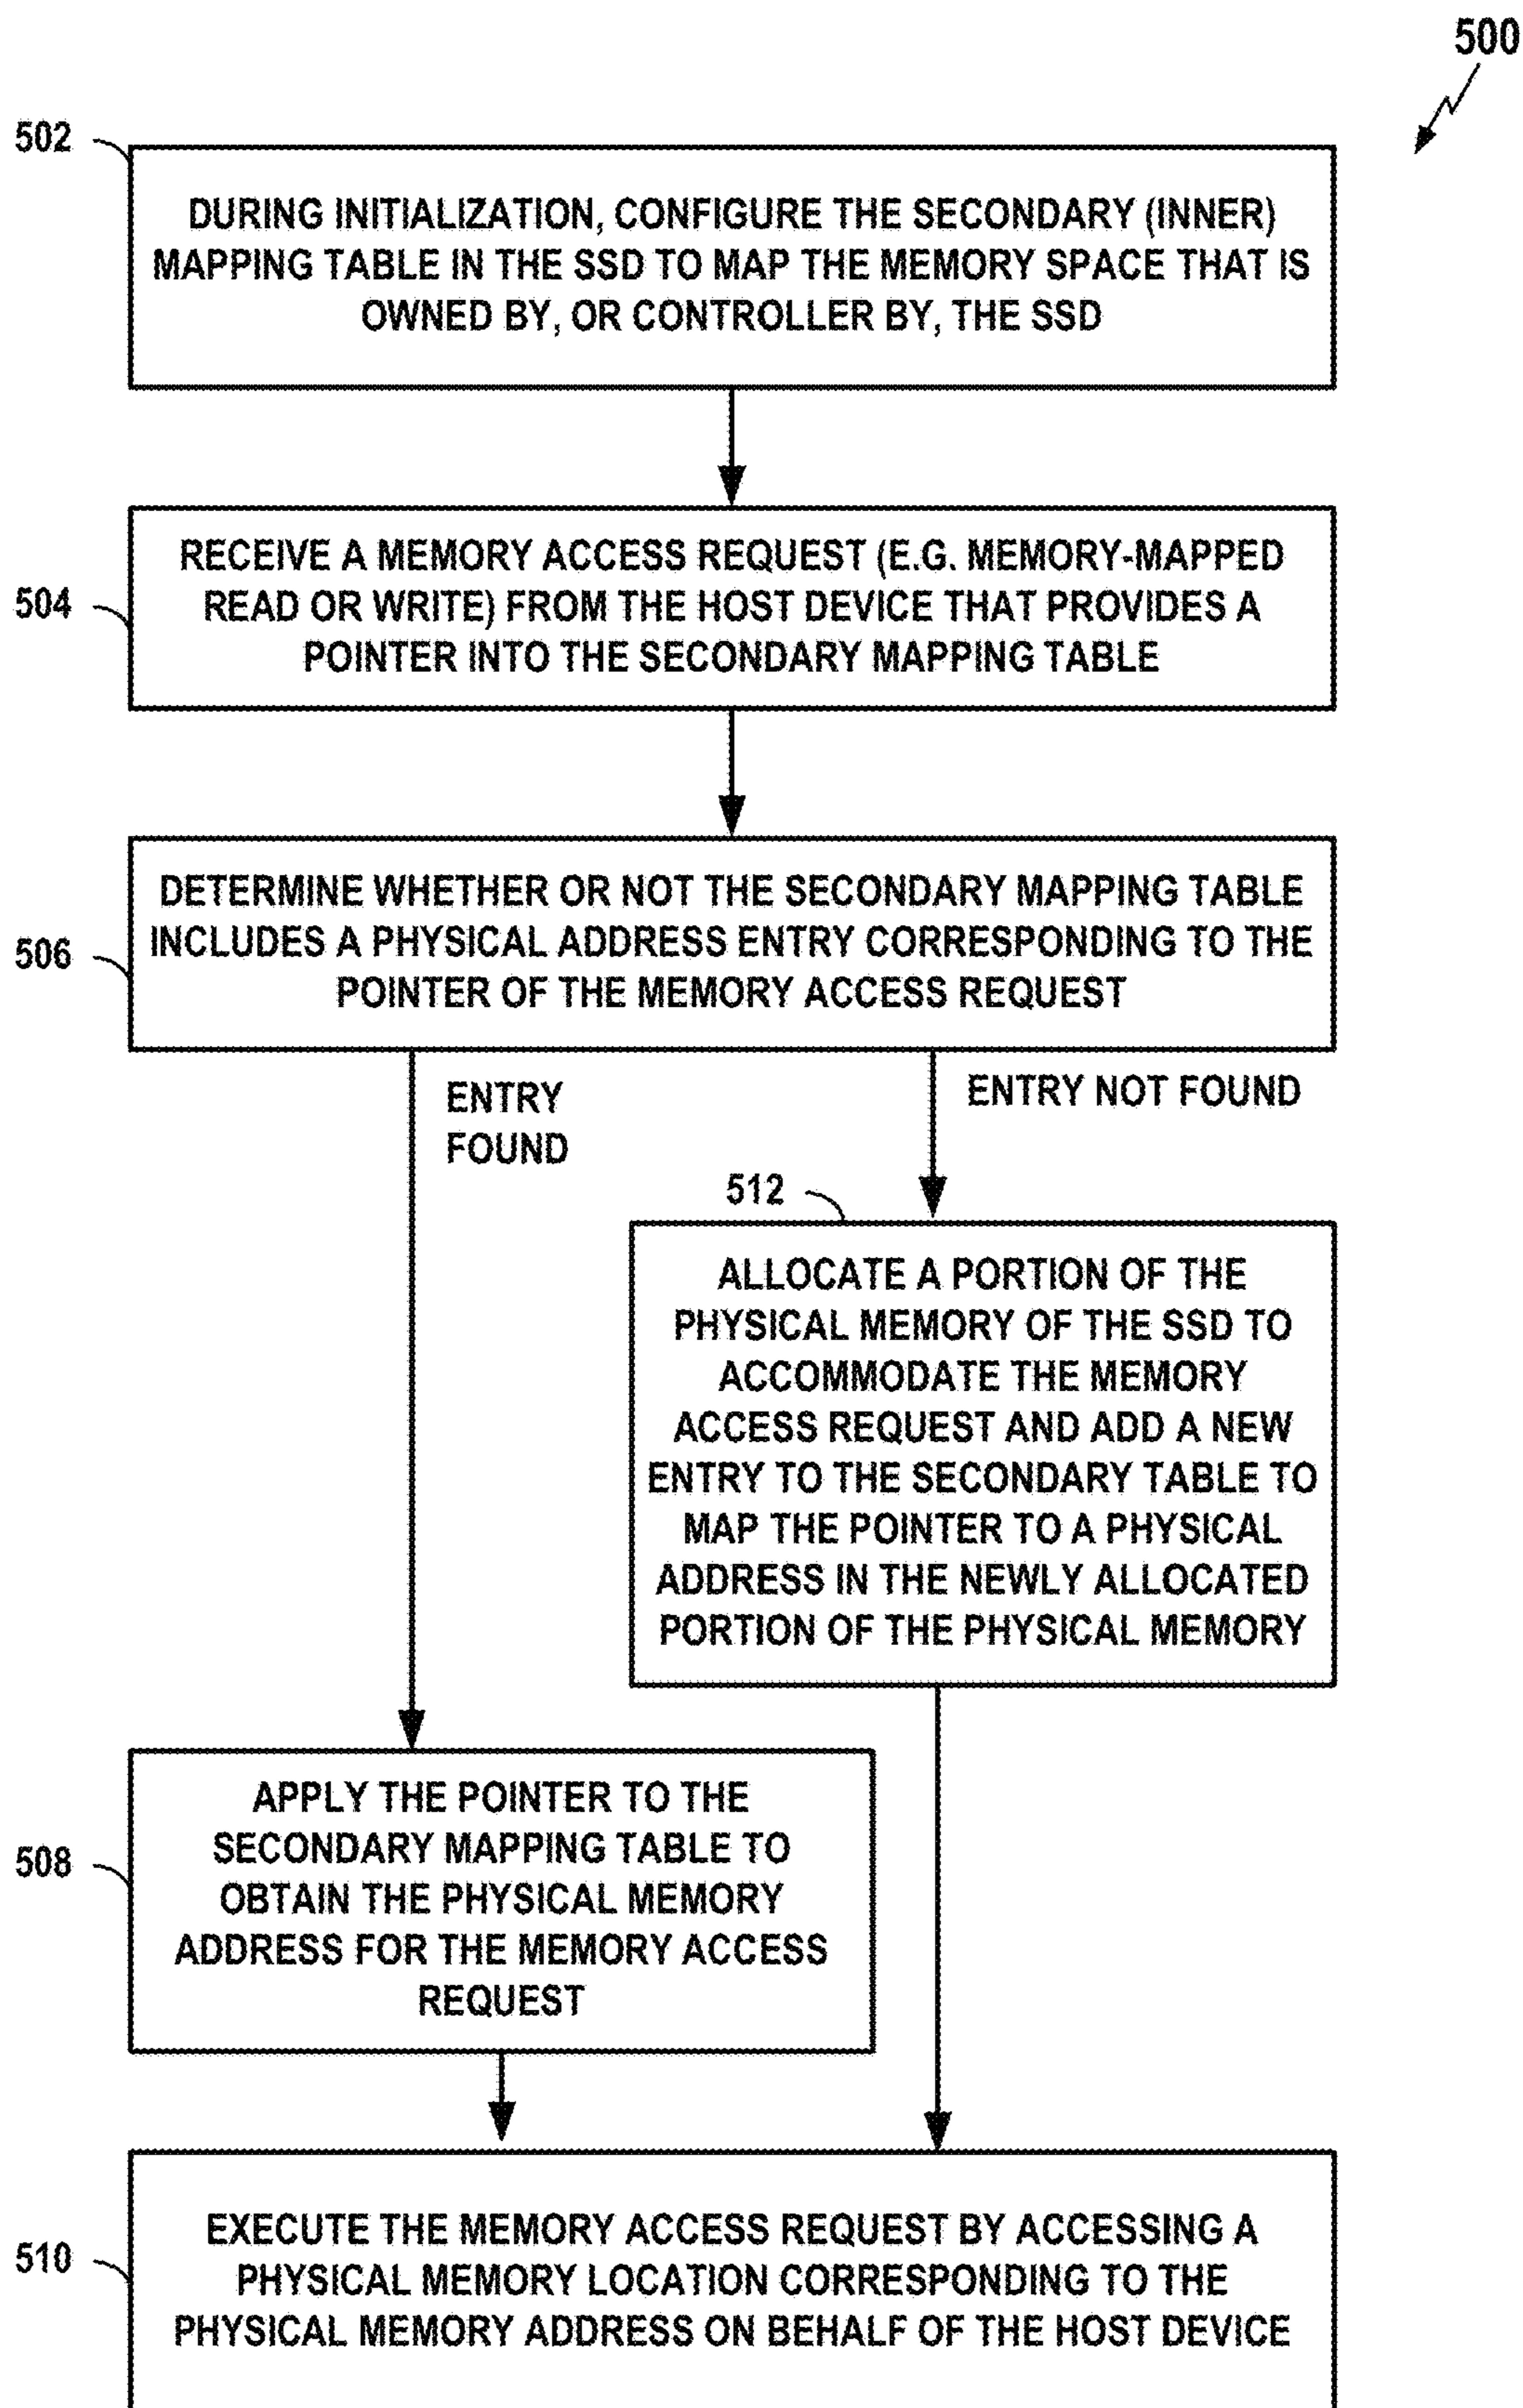 500
502
DURING INITIALIZATION, CONFIGURE THE SECONDARY (INNER)
MAPPING TABLE IN THE SSD TO MAP THE MEMORY SPACE THAT IS
OWNED BY, OR CONTROLLER BY, THE SSD
504
RECEIVE A MEMORY ACCESS REQUEST (E.G. MEMORY-MAPPED
READ OR WRITE) FROM THE HOST DEVICE THAT PROVIDES A
POINTER INTO THE SECONDARY MAPPING TABLE
506
DETERMINE WHETHER OR NOT THE SECONDARY MAPPING TABLE
INCLUDES A PHYSICAL ADDRESS ENTRY CORRESPONDING TO THE
POINTER OF THE MEMORY ACCESS REQUEST
ENTRY
FOUND
ENTRY NOT FOUND
512
ALLOCATE A PORTION OF THE
PHYSICAL MEMORY OF THE SSD TO
ACCOMMODATE THE MEMORY
ACCESS REQUEST AND ADD A NEW
ENTRY TO THE SECONDARY TABLE TO
MAP THE POINTER TO A PHYSICAL
ADDRESS IN THE NEWLY ALLOCATED
PORTION OF THE PHYSICAL MEMORY
508
APPLY THE POINTER TO THE
SECONDARY MAPPING TABLE TO
OBTAIN THE PHYSICAL MEMORY
ADDRESS FOR THE MEMORY ACCESS
REQUEST
510
EXECUTE THE MEMORY ACCESS REQUEST BY ACCESSING A
PHYSICAL MEMORY LOCATION CORRESPONDING TO THE
PHYSICAL MEMORY ADDRESS ON BEHALF OF THE HOST DEVICE